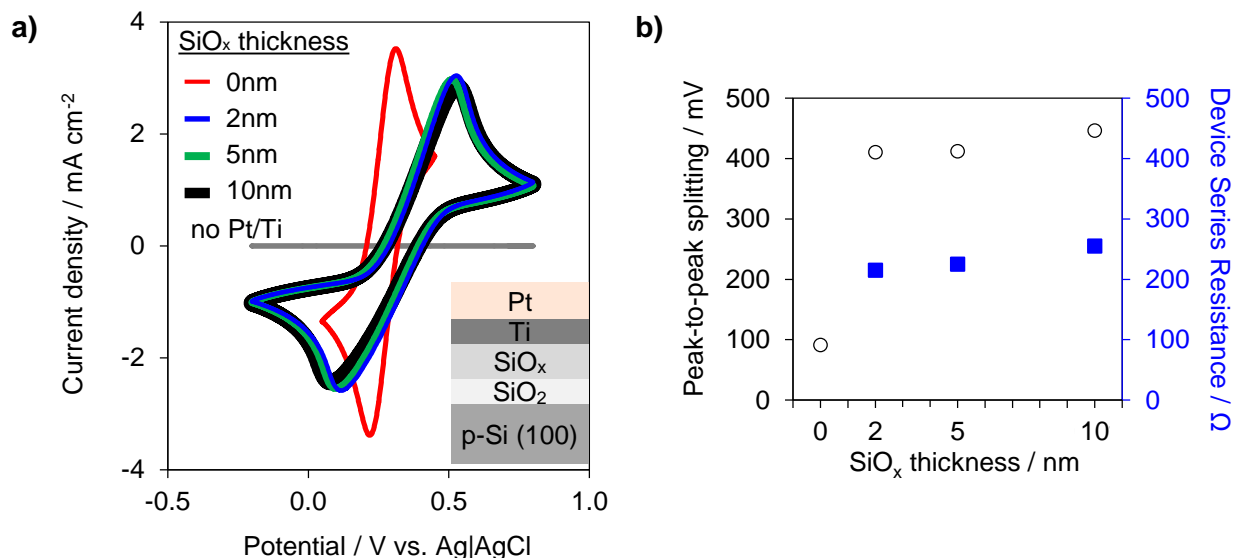 a)
SiOx thickness
0nm
2nm
5nm
10nm
no Pt/Ti
Current density / mA cm-2
4
2
0
-2
-4
-0.5
0.0
0.5
1.0
Potential / V vs. Ag|AgCl
Pt
Ti
SiOx
SiO2
p-Si (100)
b)
Peak-to-peak splitting / mV
500
400
300
200
100
0
0
2
5
10
SiOx thickness / nm
500
400
300
200
100
0
Device Series Resistance / Ω